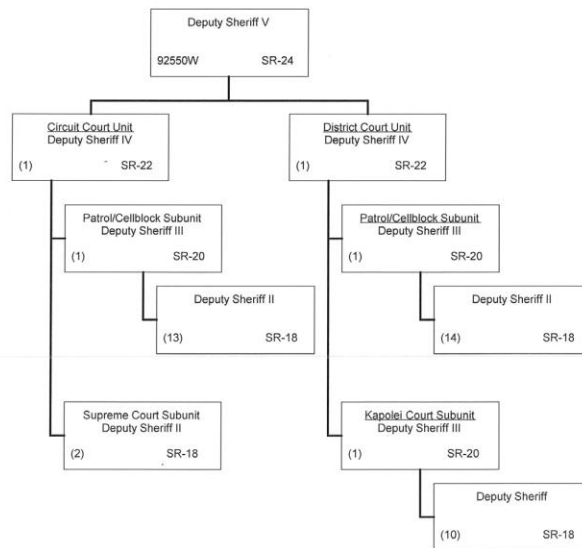 Deputy Sheriff V
92550W SR-24
Circuit Court Unit
Deputy Sheriff IV
(1) SR-22
District Court Unit
Deputy Sheriff IV
(1) SR-22
Patrol/Cellblock Subunit
Deputy Sheriff III
(1) SR-20
Patrol/Cellblock Subunit
Deputy Sheriff III
(1) SR-20
Deputy Sheriff II
(13) SR-18
Deputy Sheriff II
(14) SR-18
Supreme Court Subunit
Deputy Sheriff II
(2) SR-18
Kapolei Court Subunit
Deputy Sheriff III
(1) SR-20
Deputy Sheriff
(10) SR-18